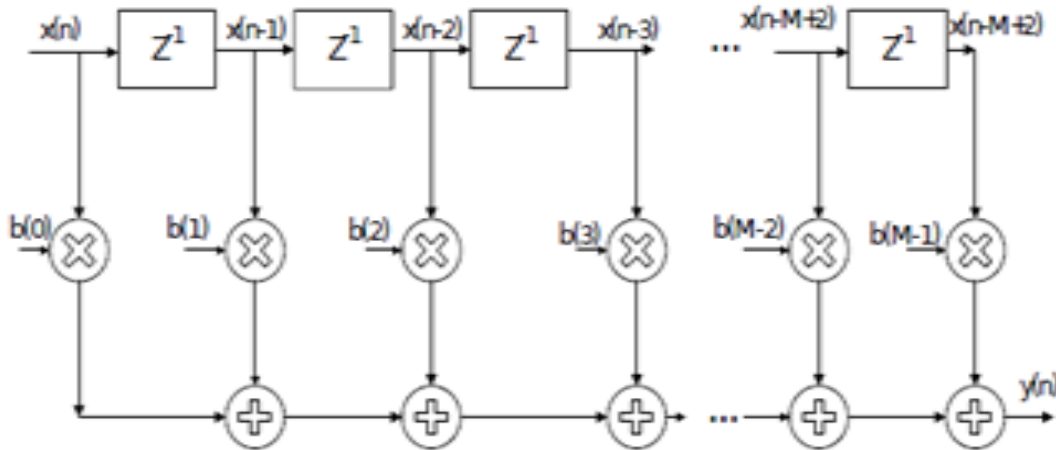 x(n) x(n-1) x(n-2) x(n-3) ... x(n-M+2) x(n-M+2)
Z¹ Z¹ Z¹ Z¹
b(0) b(1) b(2) b(3) b(M-2) b(M-1)
y(n)
...